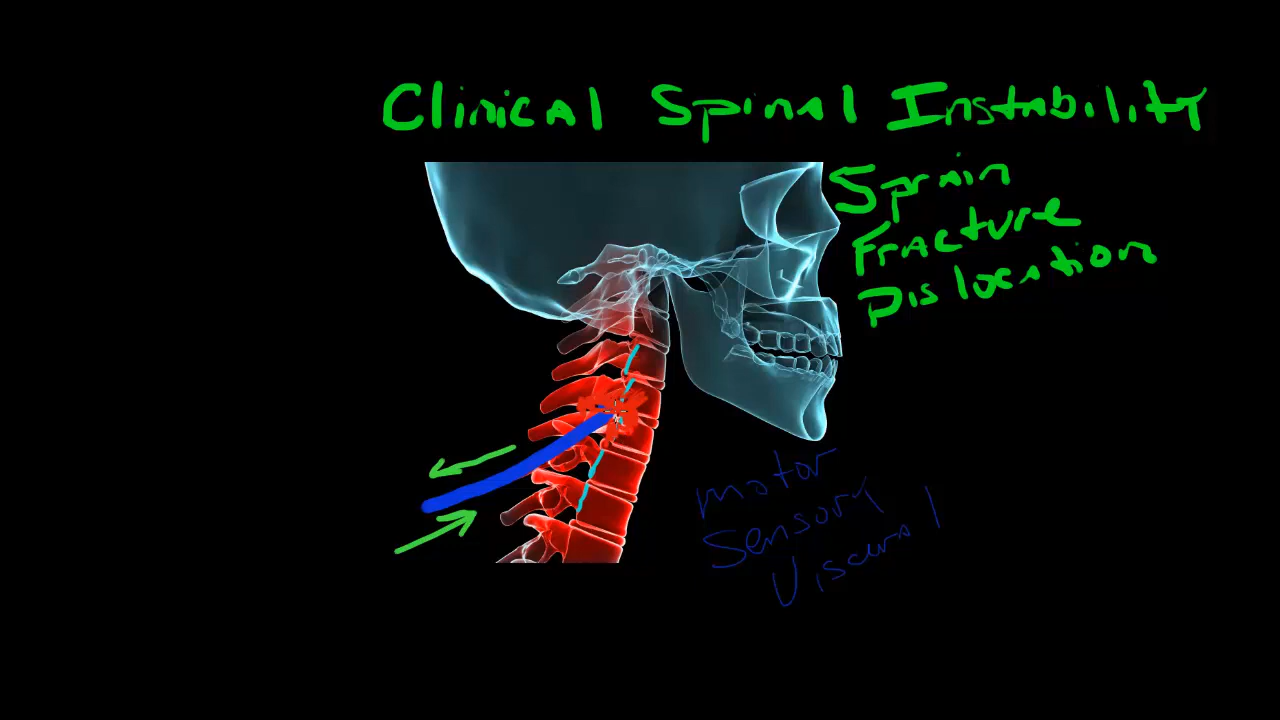 Clinical Spinal Instability
Sprain
Fracture
Dislocation
motor
Sensory
Visceral